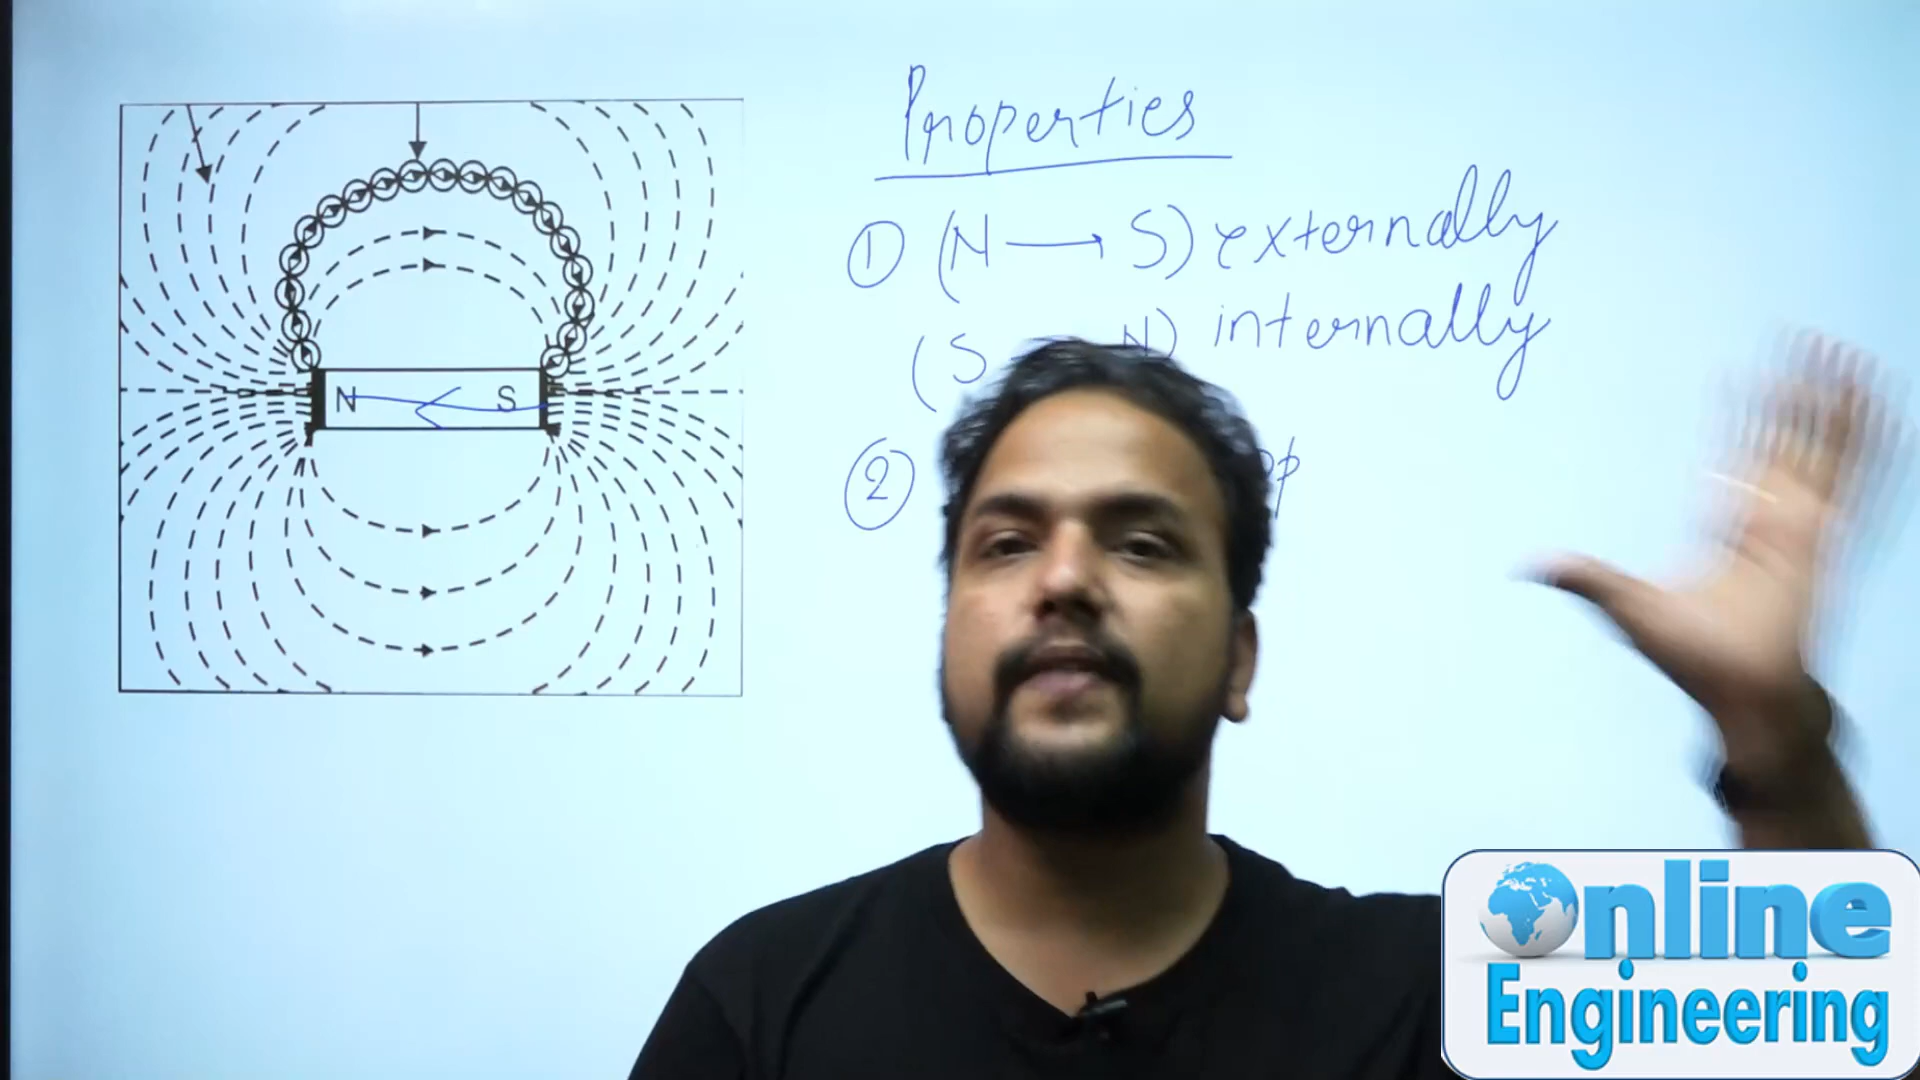 Properties
① (N → S) externally
(S N) internally
②
N S
Online
Engineering